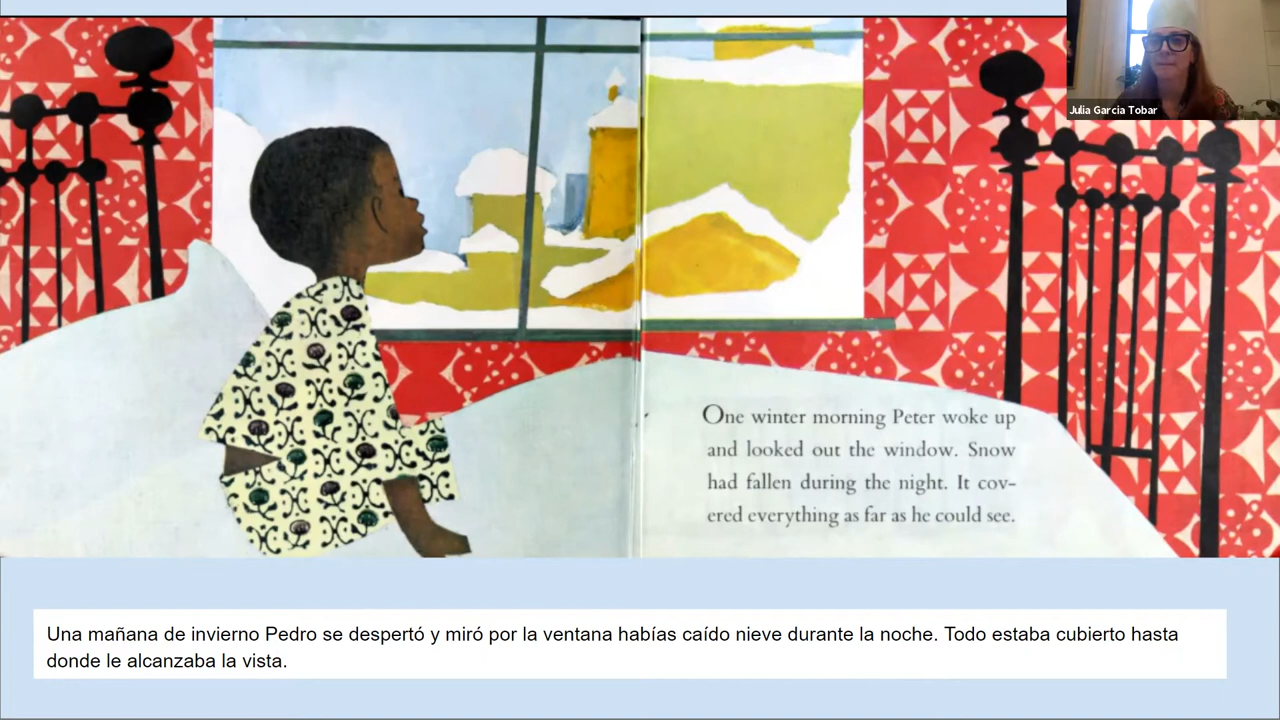 Julia Garcia Tobar
One winter morning Peter woke up
and looked out the window. Snow
had fallen during the night. It cov-
ered everything as far as he could see.
Una mañana de invierno Pedro se despertó y miró por la ventana habías caído nieve durante la noche. Todo estaba cubierto hasta
donde le alcanzaba la vista.